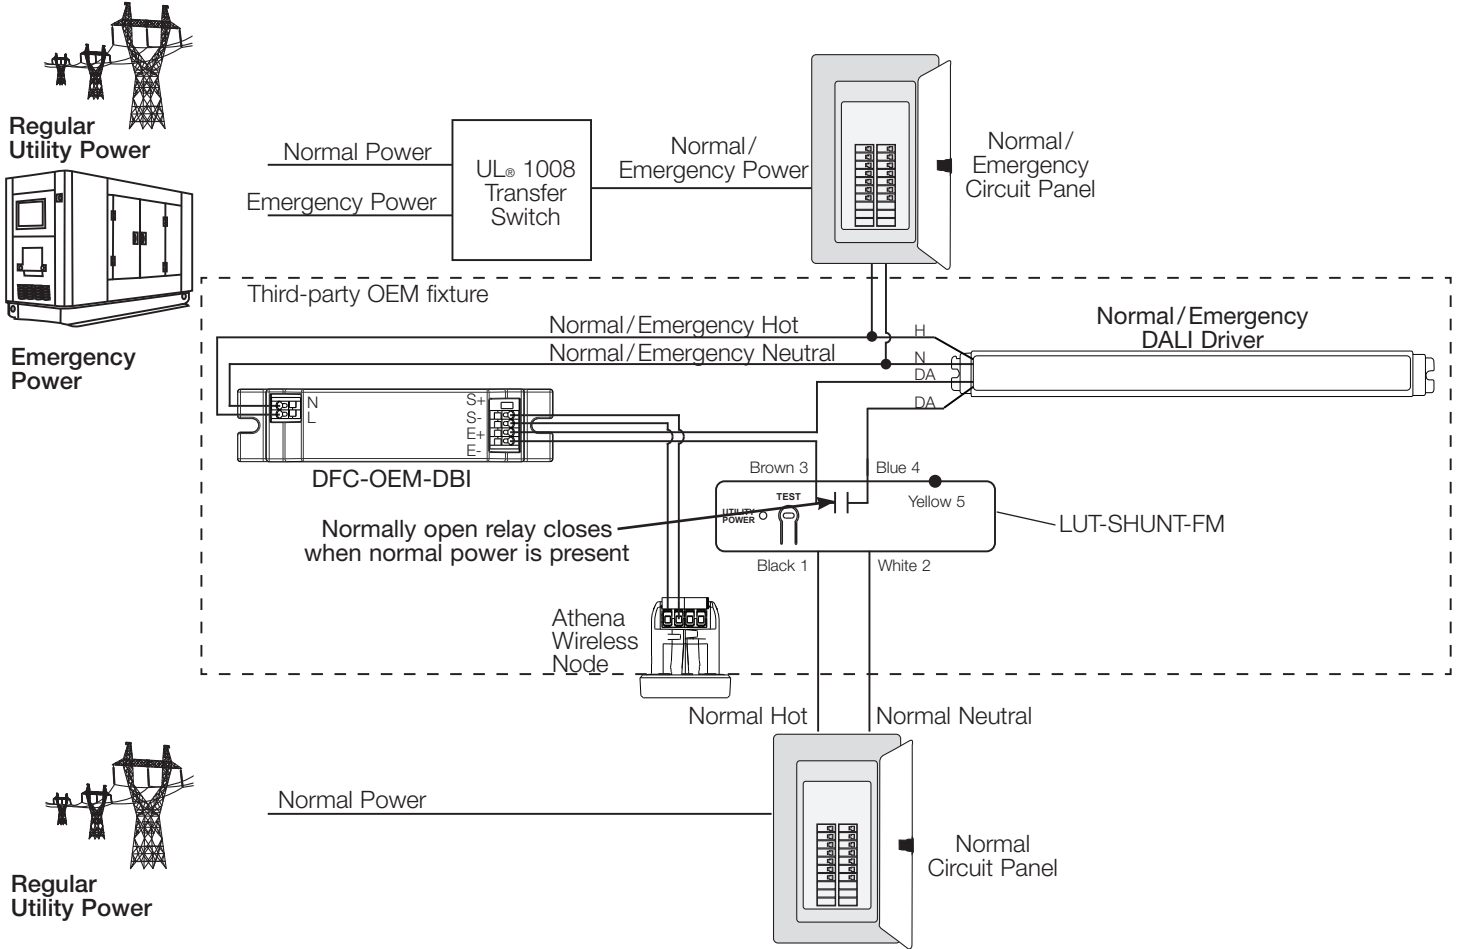 Regular
Utility Power
Normal Power
Emergency Power
UL® 1008
Transfer
Switch
Normal/
Emergency Power
Normal/
Emergency
Circuit Panel
Emergency
Power
Third-party OEM fixture
Normal/Emergency Hot
Normal/Emergency Neutral
H
N
DA
DA
Normal/Emergency
DALI Driver
N
L
S+
S-
E+
E-
DFC-OEM-DBI
Brown 3
Blue 4
TEST
UTILITY
POWER
Yellow 5
Normally open relay closes
when normal power is present
LUT-SHUNT-FM
Black 1
White 2
Athena
Wireless
Node
Normal Hot
Normal Neutral
Normal Power
Normal
Circuit Panel
Regular
Utility Power